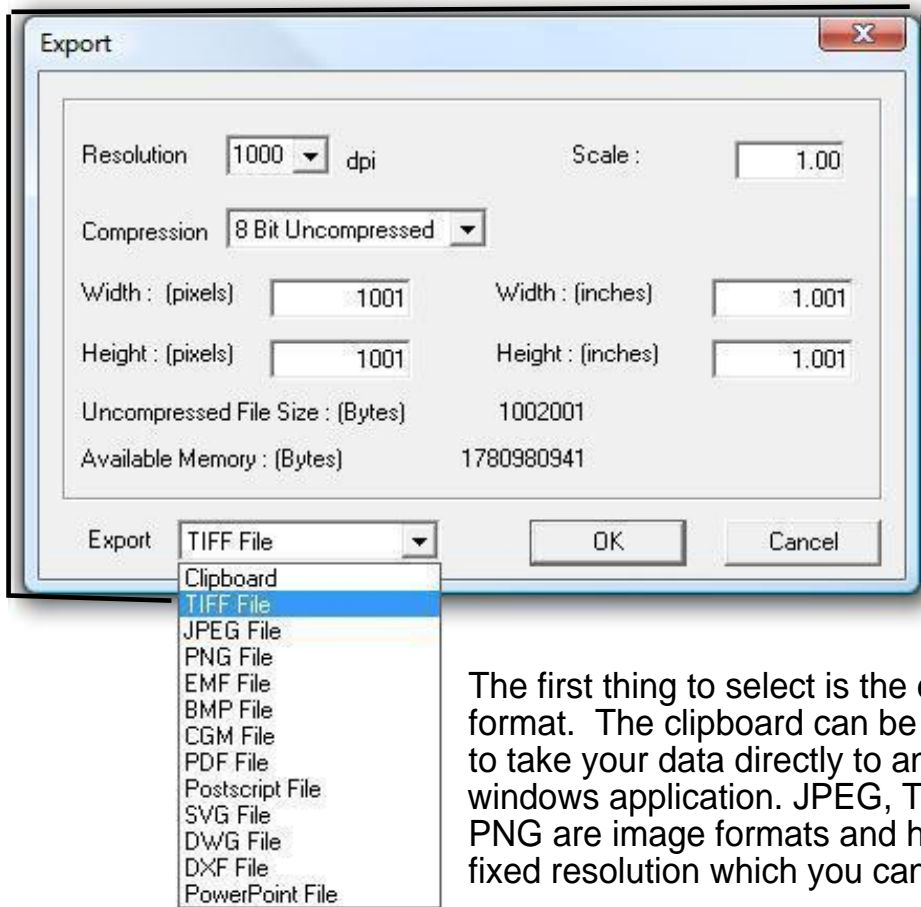 Export
Resolution 1000 dpi Scale : 1.00
Compression 8 Bit Uncompressed
Width : (pixels) 1001 Width : (inches) 1.001
Height : (pixels) 1001 Height : (inches) 1.001
Uncompressed File Size : (Bytes) 1002001
Available Memory : (Bytes) 1780980941
Export TIFF File OK Cancel
Clipboard
TIFF File
JPEG File
PNG File
EMF File
BMP File
CGM File
PDF File
Postscript File
SVG File
DWG File
DXF File
PowerPoint File
The first thing to select is the
format. The clipboard can be
to take your data directly to
windows application. JPEG,
PNG are image formats and
fixed resolution which you